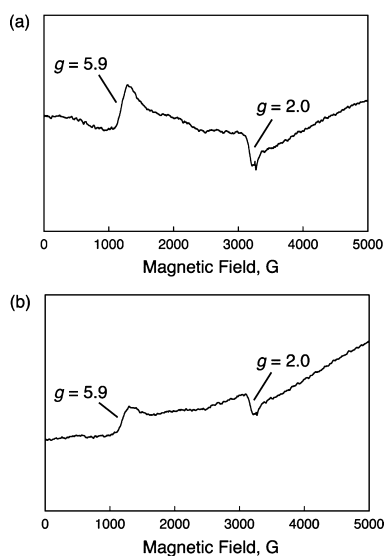 (a)
g = 5.9
g = 2.0
0 1000 2000 3000 4000 5000
Magnetic Field, G
(b)
g = 2.0
g = 5.9
0 1000 2000 3000 4000 5000
Magnetic Field, G